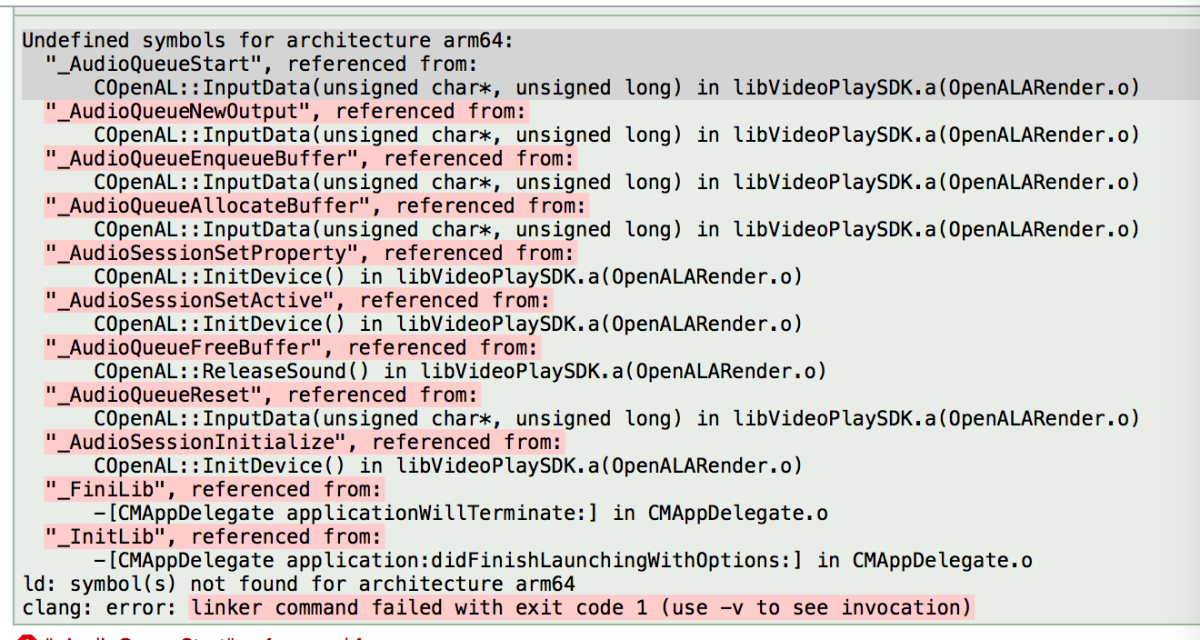 Undefined symbols for architecture arm64:
"_AudioQueueStart", referenced from:
COpenAL::InputData(unsigned char*, unsigned long) in libVideoPlaySDK.a(OpenALARender.o)
"_AudioQueueNewOutput", referenced from:
COpenAL::InputData(unsigned char*, unsigned long) in libVideoPlaySDK.a(OpenALARender.o)
"_AudioQueueEnqueueBuffer", referenced from:
COpenAL::InputData(unsigned char*, unsigned long) in libVideoPlaySDK.a(OpenALARender.o)
"_AudioQueueAllocateBuffer", referenced from:
COpenAL::InputData(unsigned char*, unsigned long) in libVideoPlaySDK.a(OpenALARender.o)
"_AudioSessionSetProperty", referenced from:
COpenAL::InitDevice() in libVideoPlaySDK.a(OpenALARender.o)
"_AudioSessionSetActive", referenced from:
COpenAL::InitDevice() in libVideoPlaySDK.a(OpenALARender.o)
"_AudioQueueFreeBuffer", referenced from:
COpenAL::ReleaseSound() in libVideoPlaySDK.a(OpenALARender.o)
"_AudioQueueReset", referenced from:
COpenAL::InputData(unsigned char*, unsigned long) in libVideoPlaySDK.a(OpenALARender.o)
"_AudioSessionInitialize", referenced from:
COpenAL::InitDevice() in libVideoPlaySDK.a(OpenALARender.o)
"_FiniLib", referenced from:
-[CMAppDelegate applicationWillTerminate:] in CMAppDelegate.o
"_InitLib", referenced from:
-[CMAppDelegate application:didFinishLaunchingWithOptions:] in CMAppDelegate.o
ld: symbol(s) not found for architecture arm64
clang: error: linker command failed with exit code 1 (use -v to see invocation)